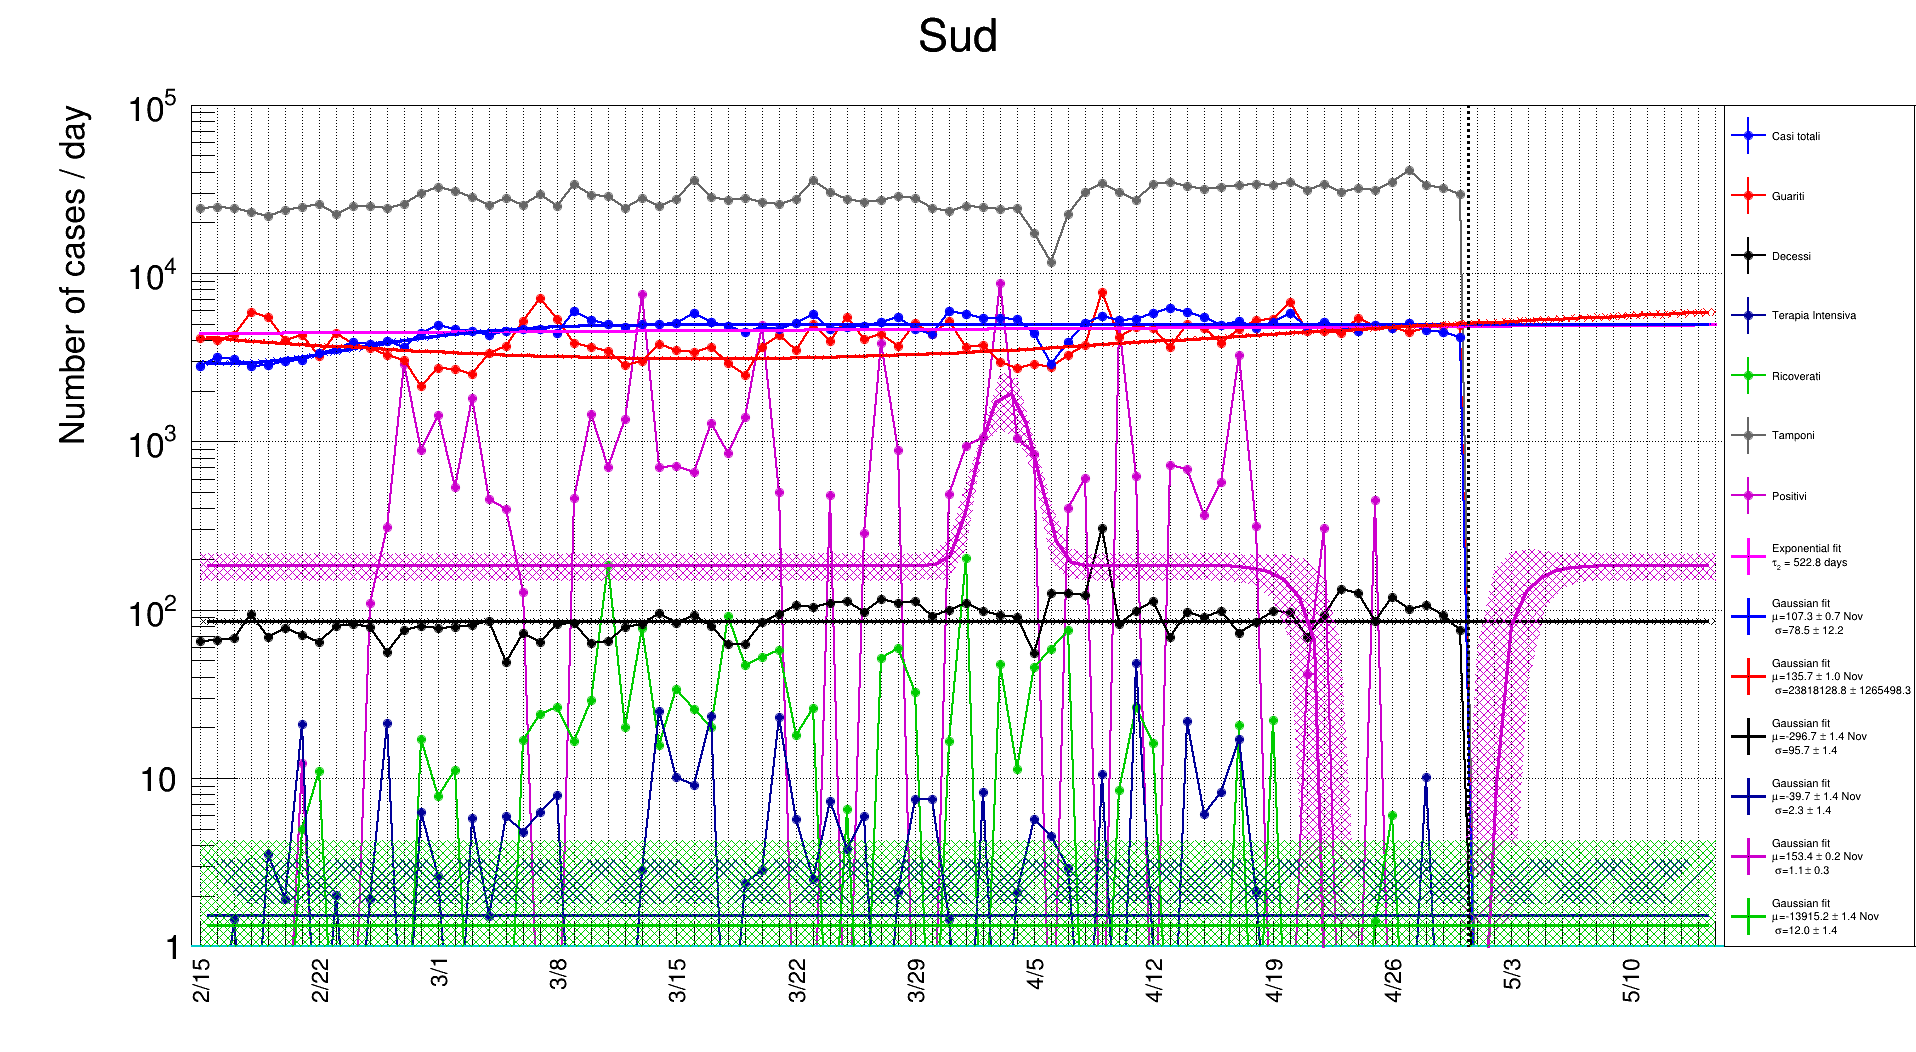 Sud
Number of cases / day
10^5
10^4
10^3
10^2
10
1
2/15
2/22
3/1
3/8
3/15
3/22
3/29
4/5
4/12
4/19
4/26
5/3
5/10
Casi totali
Guariti
Decessi
Terapia Intensiva
Ricoverati
Tamponi
Positivi
Exponential fit
τ₂ = 522.8 days
Gaussian fit
μ=107.3 ± 0.7 Nov
σ=78.5 ± 12.2
Gaussian fit
μ=135.7 ± 1.0 Nov
σ=23818128.8 ± 1265498.3
Gaussian fit
μ=-296.7 ± 1.4 Nov
σ=95.7 ± 1.4
Gaussian fit
μ=-39.7 ± 1.4 Nov
σ=2.3 ± 1.4
Gaussian fit
μ=153.4 ± 0.2 Nov
σ=1.1 ± 0.3
Gaussian fit
μ=-13915.2 ± 1.4 Nov
σ=12.0 ± 1.4